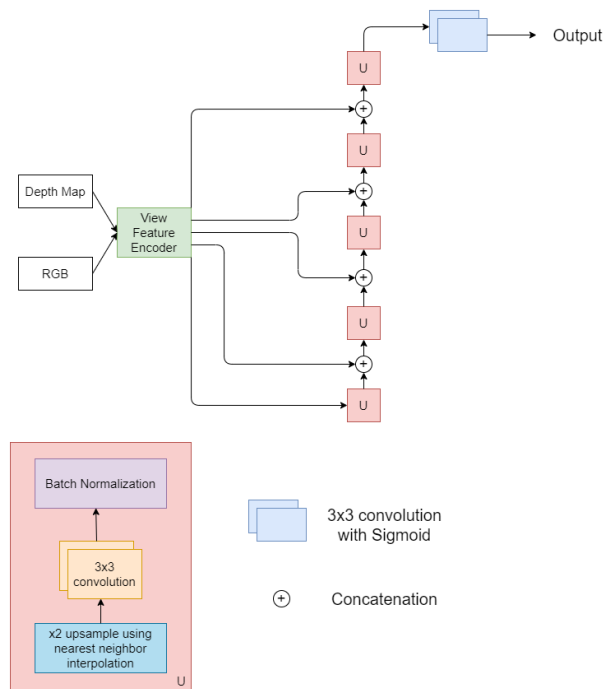 Output
U
U
Depth Map
View
Feature
Encoder
U
RGB
U
U
Batch Normalization
3x3
convolution
x2 upsample using
nearest neighbor
interpolation
U
3x3 convolution
with Sigmoid
Concatenation